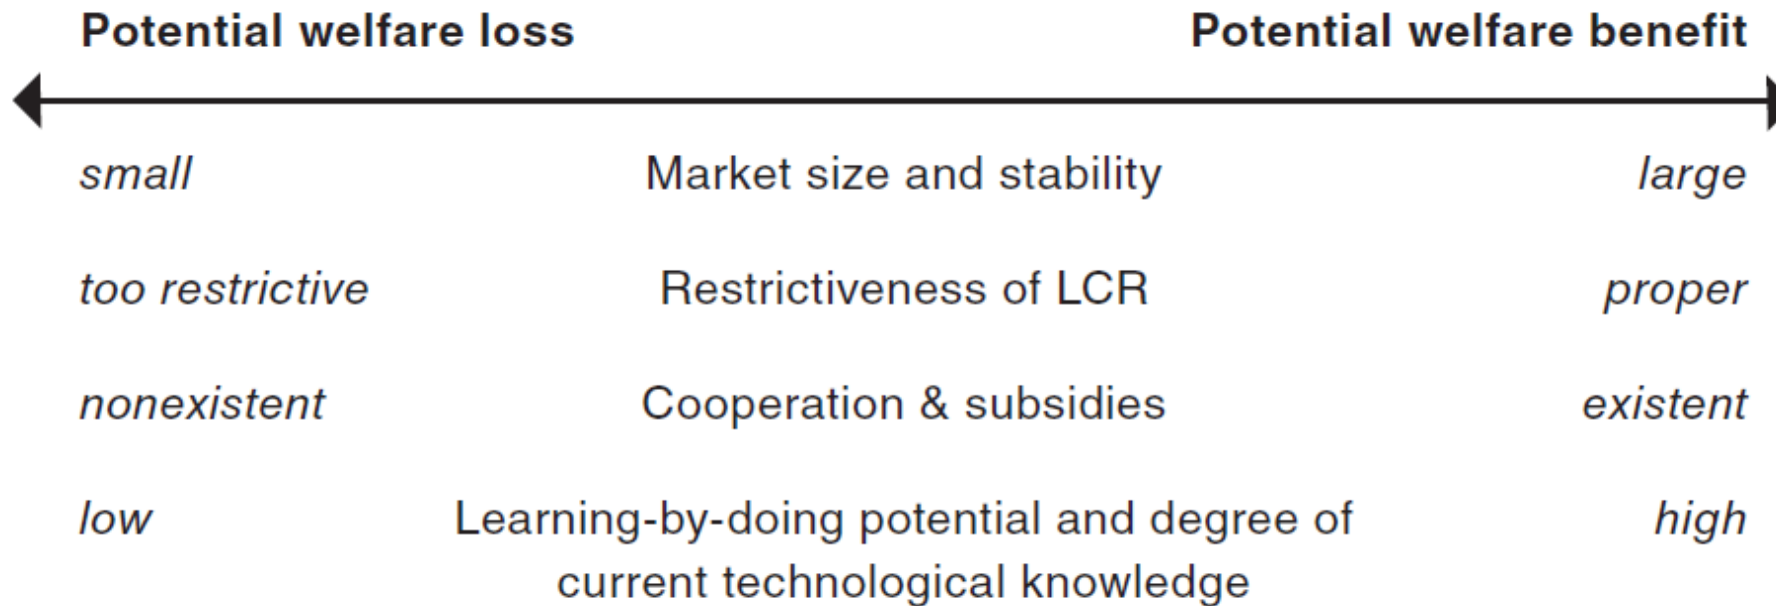 Potential welfare loss Potential welfare benefit
small Market size and stability large
too restrictive Restrictiveness of LCR proper
nonexistent Cooperation & subsidies existent
low Learning-by-doing potential and degree of high
current technological knowledge